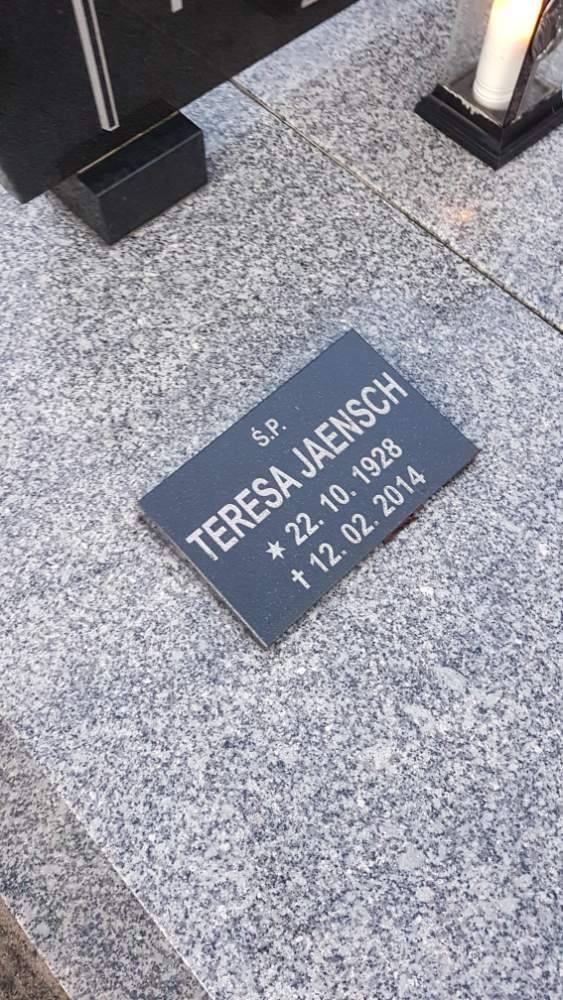 Ś.P.
TERESA JAENSCH
* 22. 10. 1928
† 12. 02. 2014